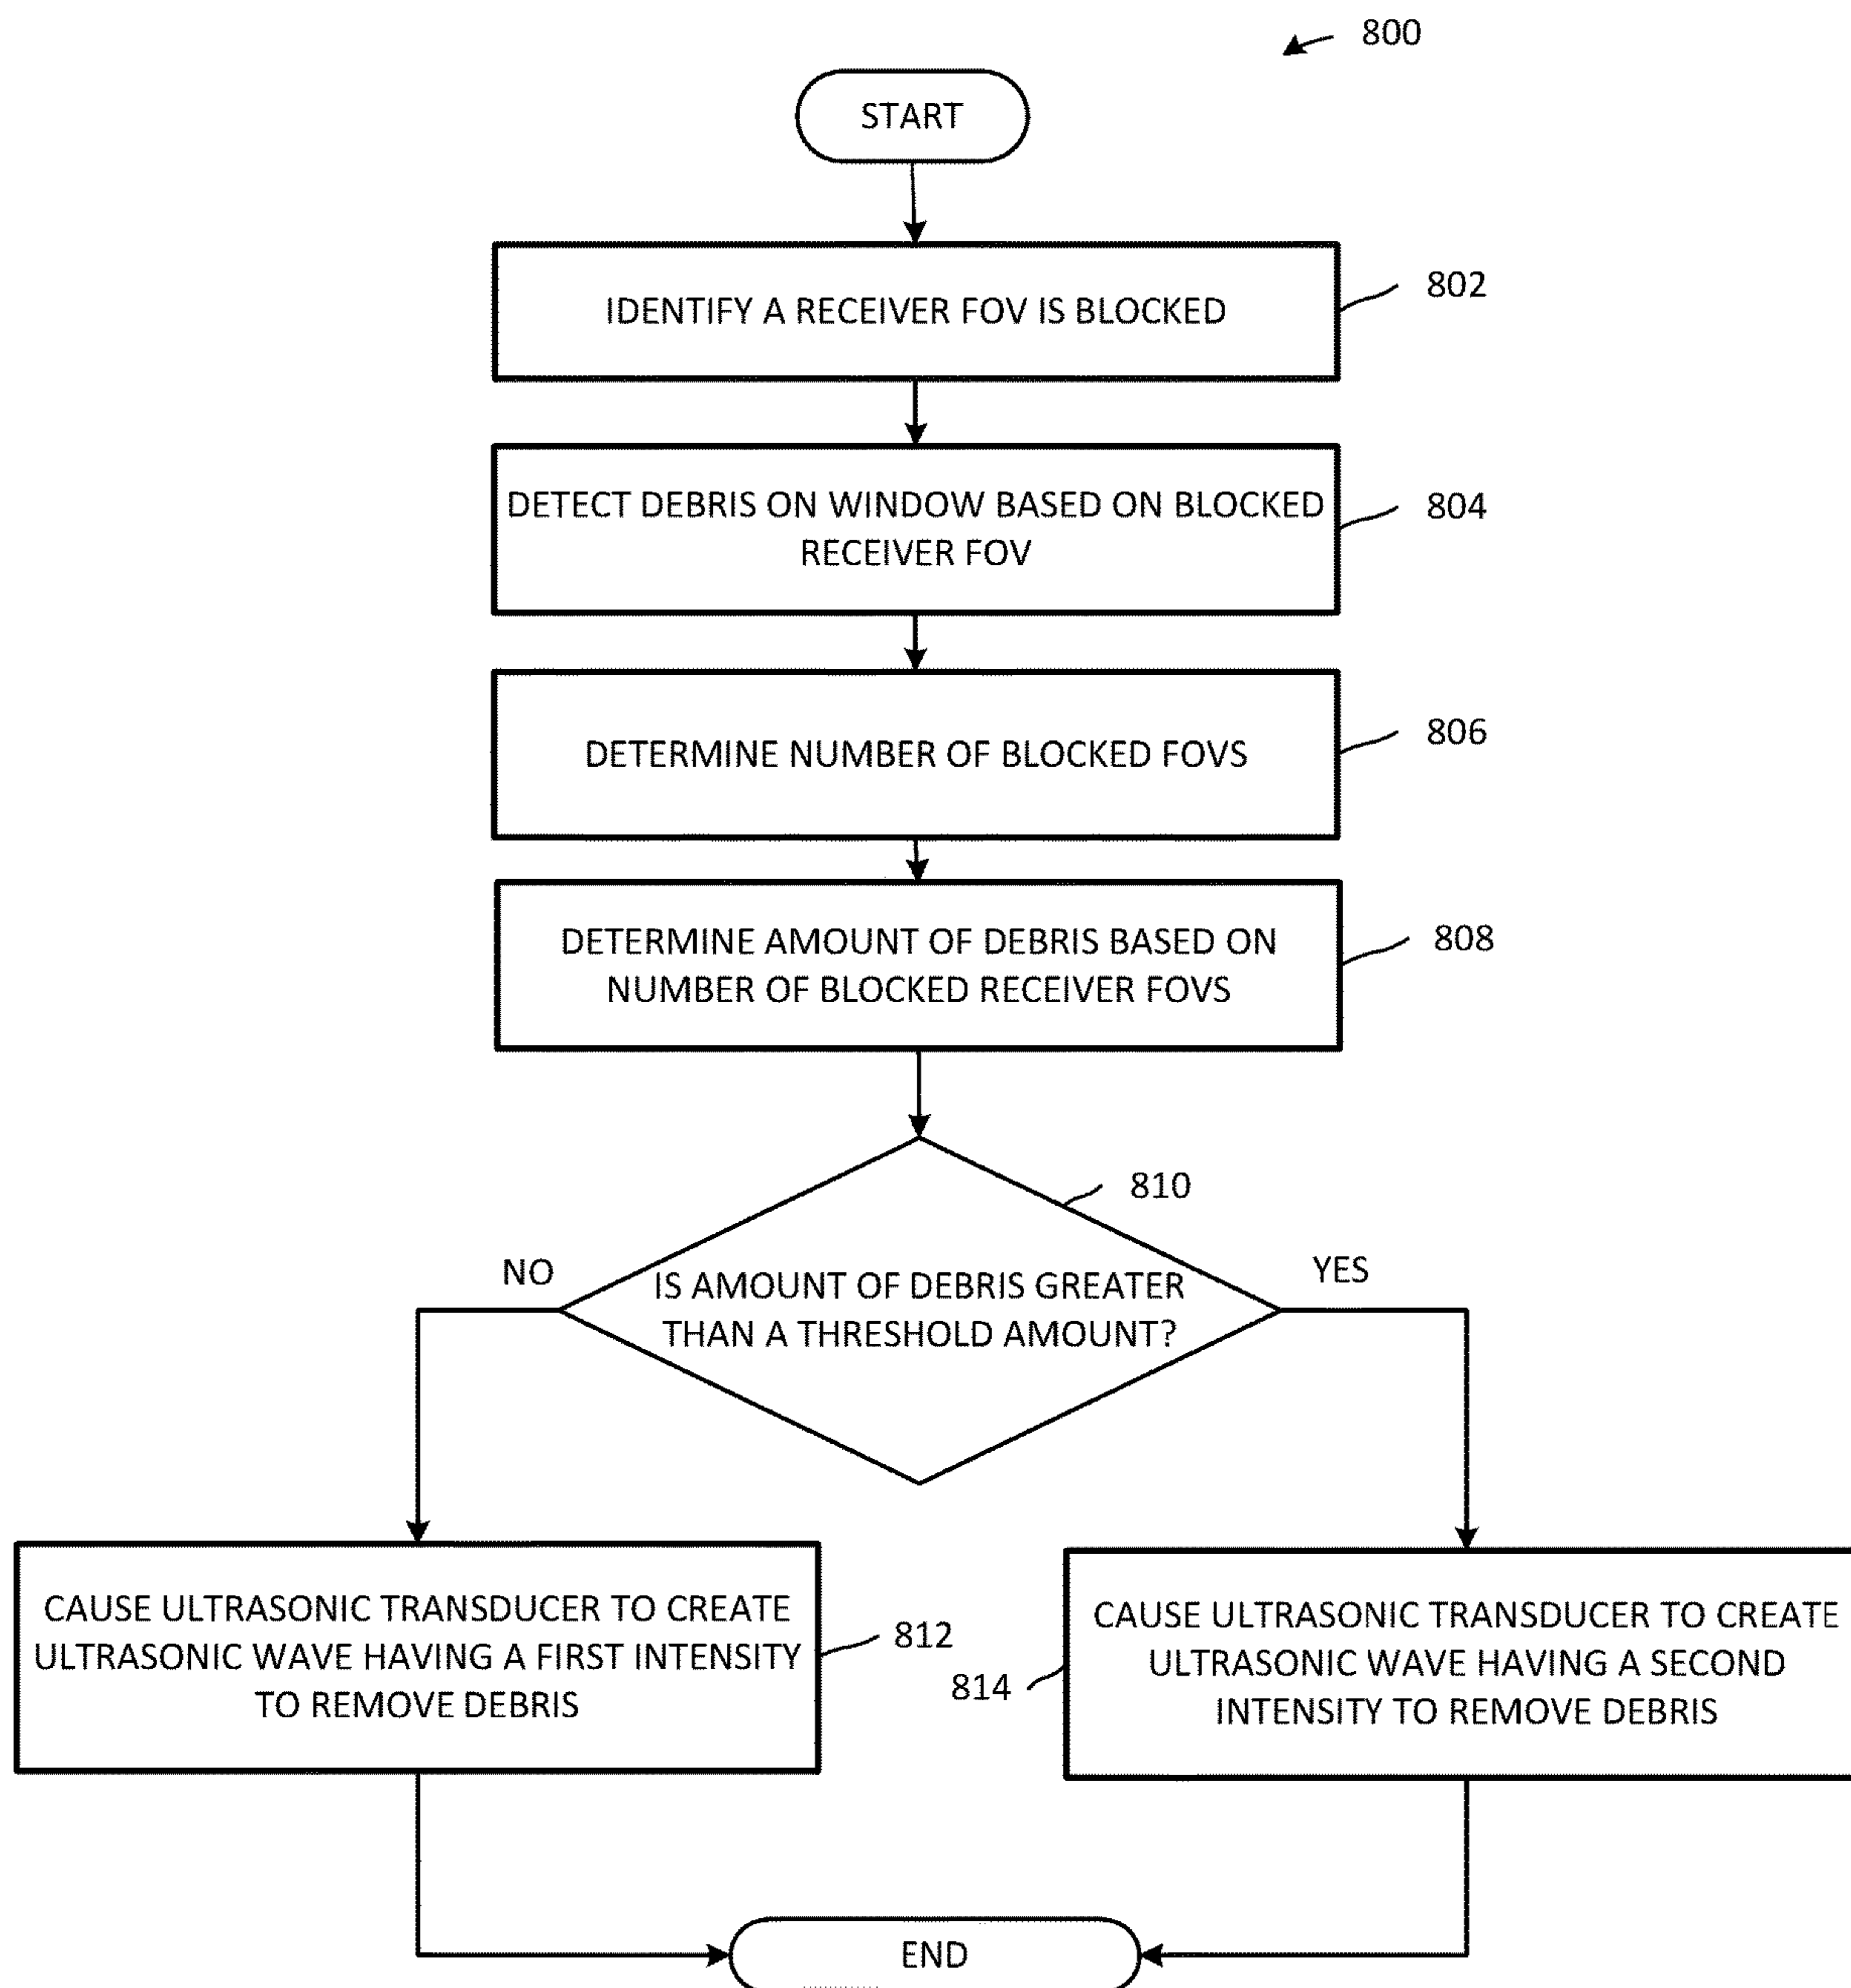 800
START
IDENTIFY A RECEIVER FOV IS BLOCKED
802
DETECT DEBRIS ON WINDOW BASED ON BLOCKED
RECEIVER FOV
804
DETERMINE NUMBER OF BLOCKED FOVS
806
DETERMINE AMOUNT OF DEBRIS BASED ON
NUMBER OF BLOCKED RECEIVER FOVS
808
810
NO
IS AMOUNT OF DEBRIS GREATER
THAN A THRESHOLD AMOUNT?
YES
CAUSE ULTRASONIC TRANSDUCER TO CREATE
ULTRASONIC WAVE HAVING A FIRST INTENSITY
TO REMOVE DEBRIS
812
814
CAUSE ULTRASONIC TRANSDUCER TO CREATE
ULTRASONIC WAVE HAVING A SECOND
INTENSITY TO REMOVE DEBRIS
END